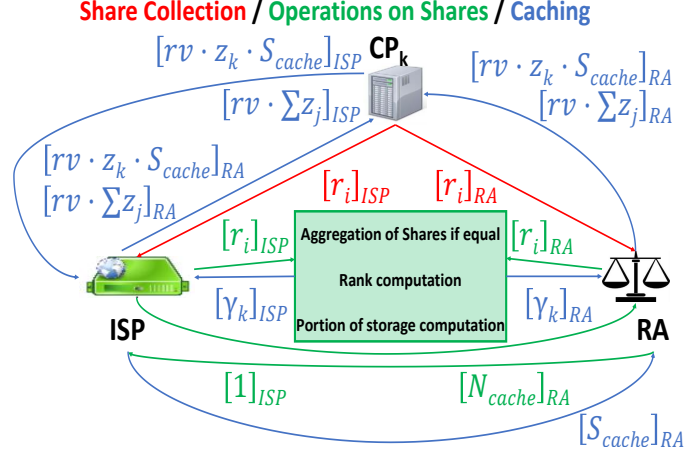 Share Collection / Operations on Shares / Caching
[rv · z_k · S_cache]_ISP
CP_k
[rv · z_k · S_cache]_RA
[rv · ∑z_j]_ISP
[rv · ∑z_j]_RA
[rv · z_k · S_cache]_RA
[rv · ∑z_j]_RA
[r_i]_ISP
[r_i]_RA
[r_i]_ISP
Aggregation of Shares if equal
[r_i]_RA
Rank computation
[γ_k]_ISP
[γ_k]_RA
Portion of storage computation
ISP
RA
[1]_ISP
[N_cache]_RA
[S_cache]_RA